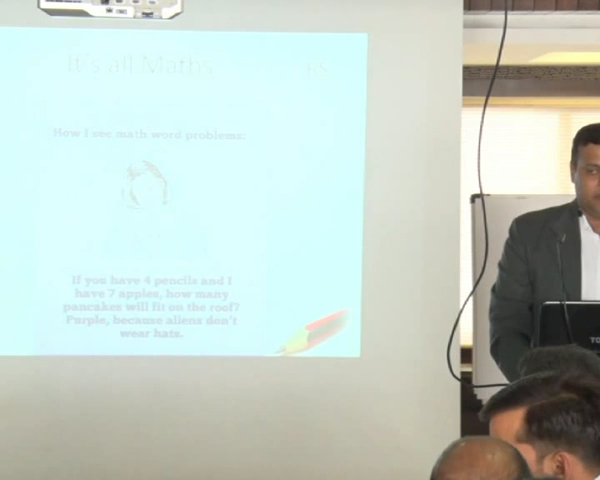 It's all Maths
How I see math word problems:
If you have 4 pencils and I
have 7 apples, how many
pancakes will fit on the roof?
Purple, because aliens don't
wear hats.
TO